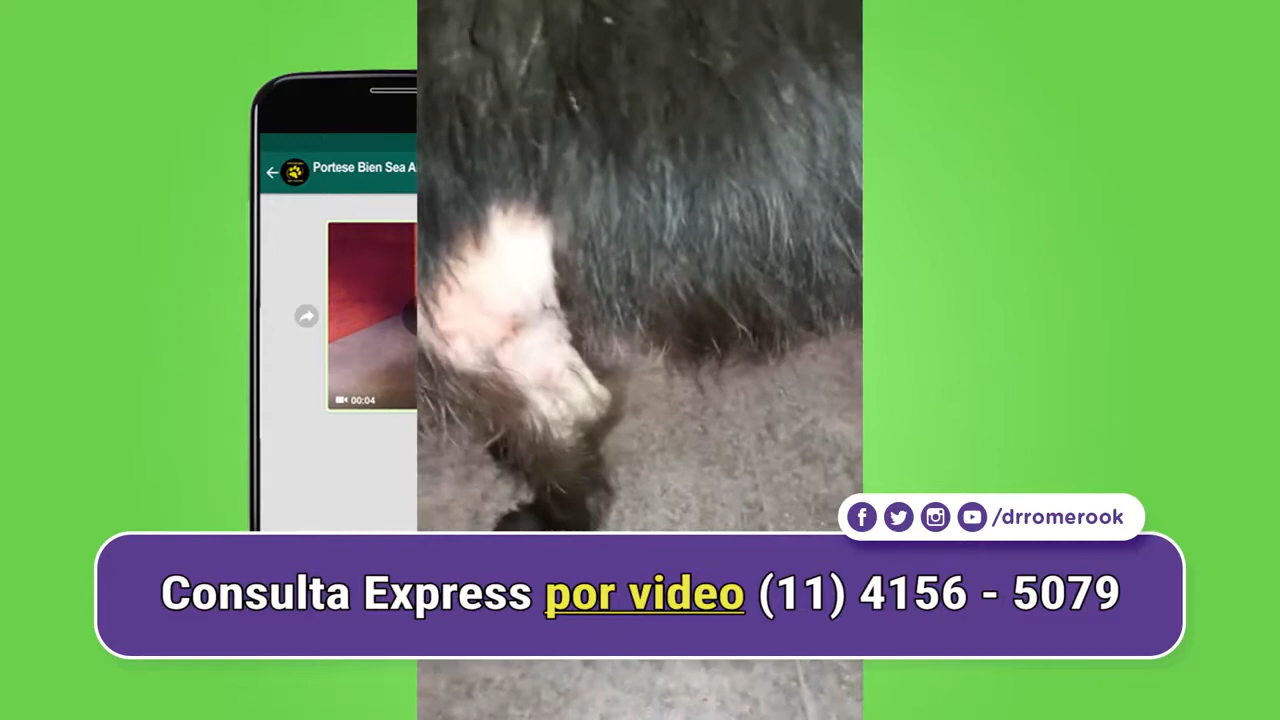 Portese Bien Sea A
00:04
/drromerook
Consulta Express por video (11) 4156 - 5079